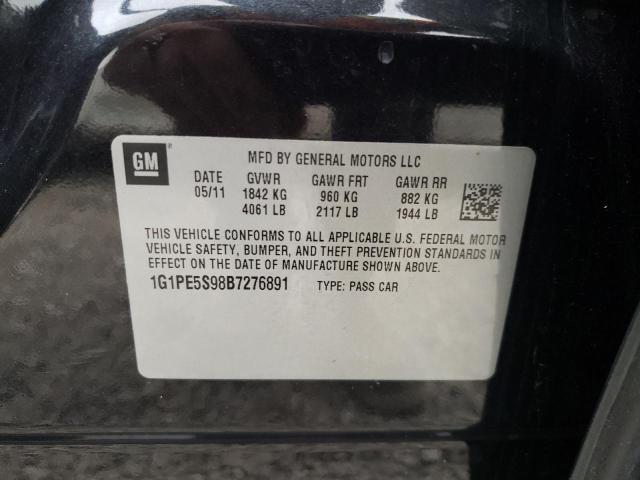 GM ® MFD BY GENERAL MOTORS LLC
DATE GVWR GAWR FRT GAWR RR
05/11 1842 KG 960 KG 882 KG
4061 LB 2117 LB 1944 LB
THIS VEHICLE CONFORMS TO ALL APPLICABLE U.S. FEDERAL MOTOR
VEHICLE SAFETY, BUMPER, AND THEFT PREVENTION STANDARDS IN
EFFECT ON THE DATE OF MANUFACTURE SHOWN ABOVE.
1G1PE5S98B7276891 TYPE: PASS CAR